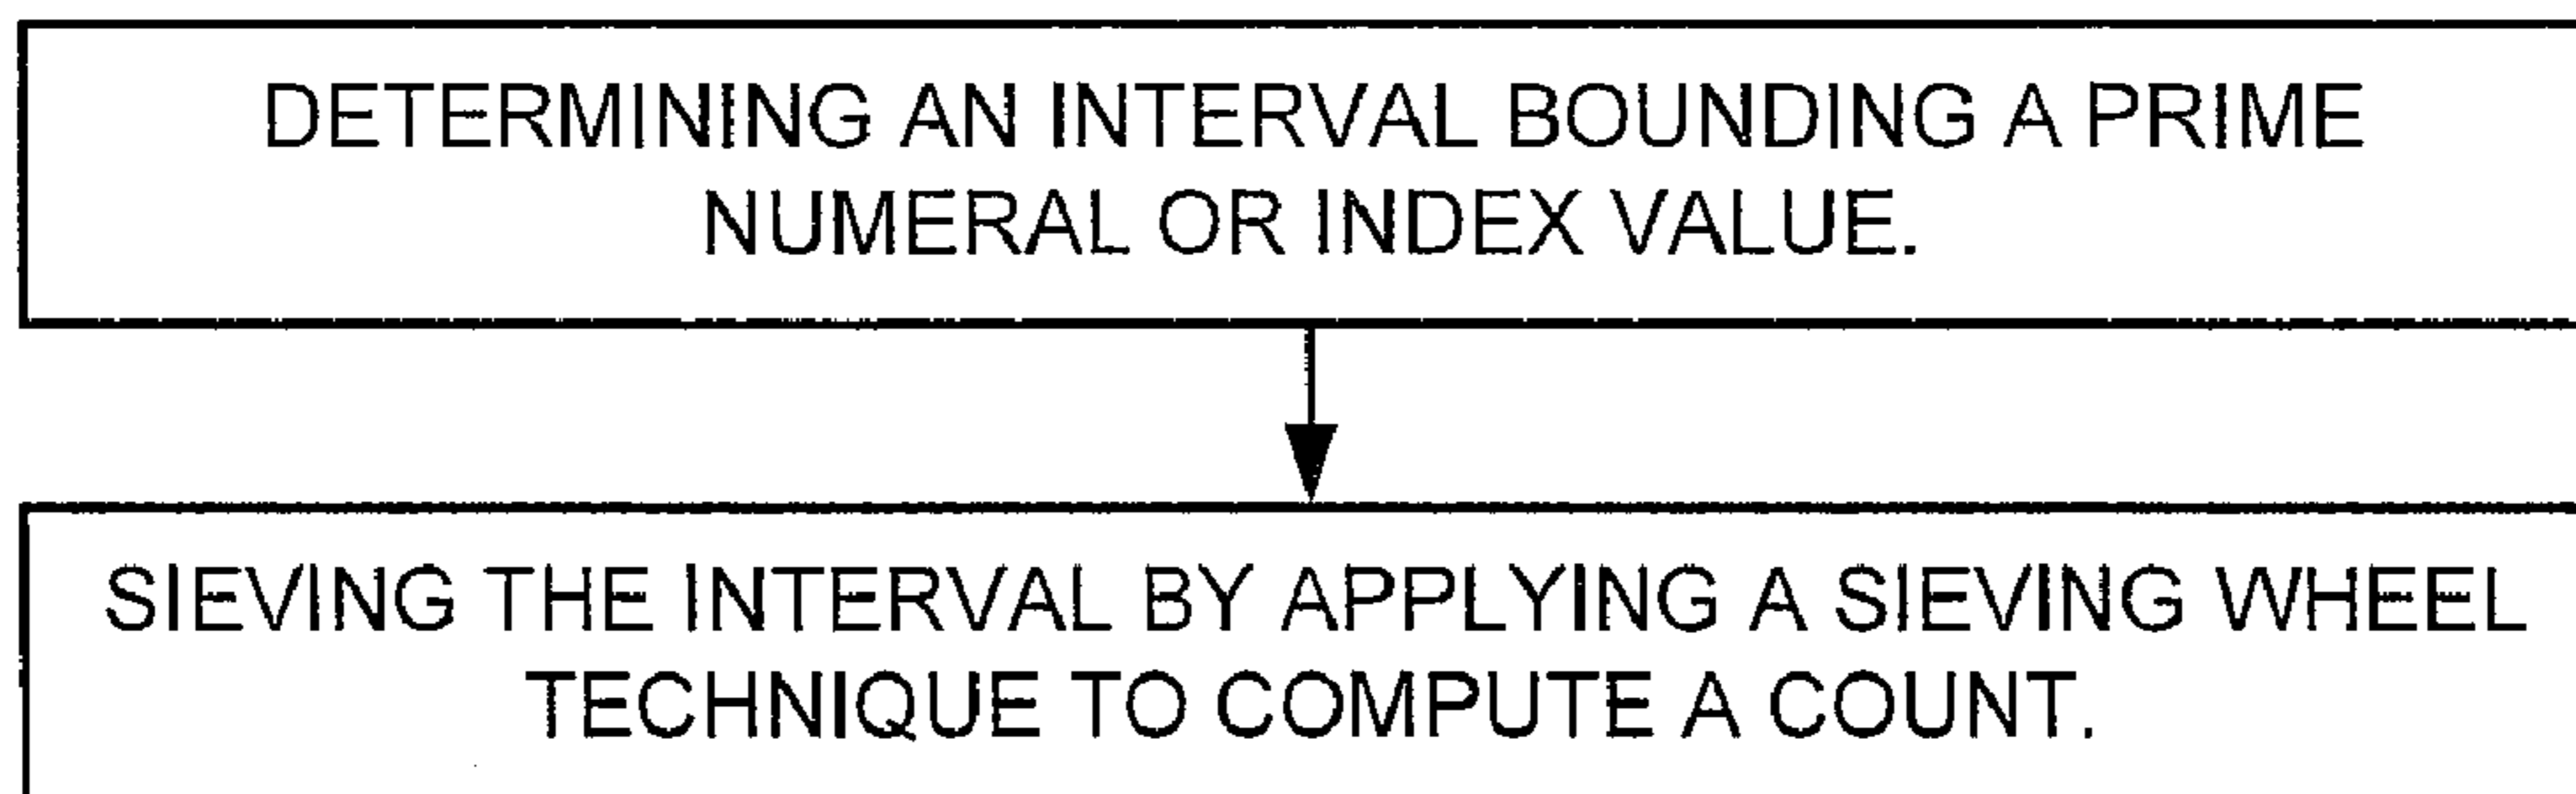 DETERMINING AN INTERVAL BOUNDING A PRIME
NUMERAL OR INDEX VALUE.
SIEVING THE INTERVAL BY APPLYING A SIEVING WHEEL
TECHNIQUE TO COMPUTE A COUNT.